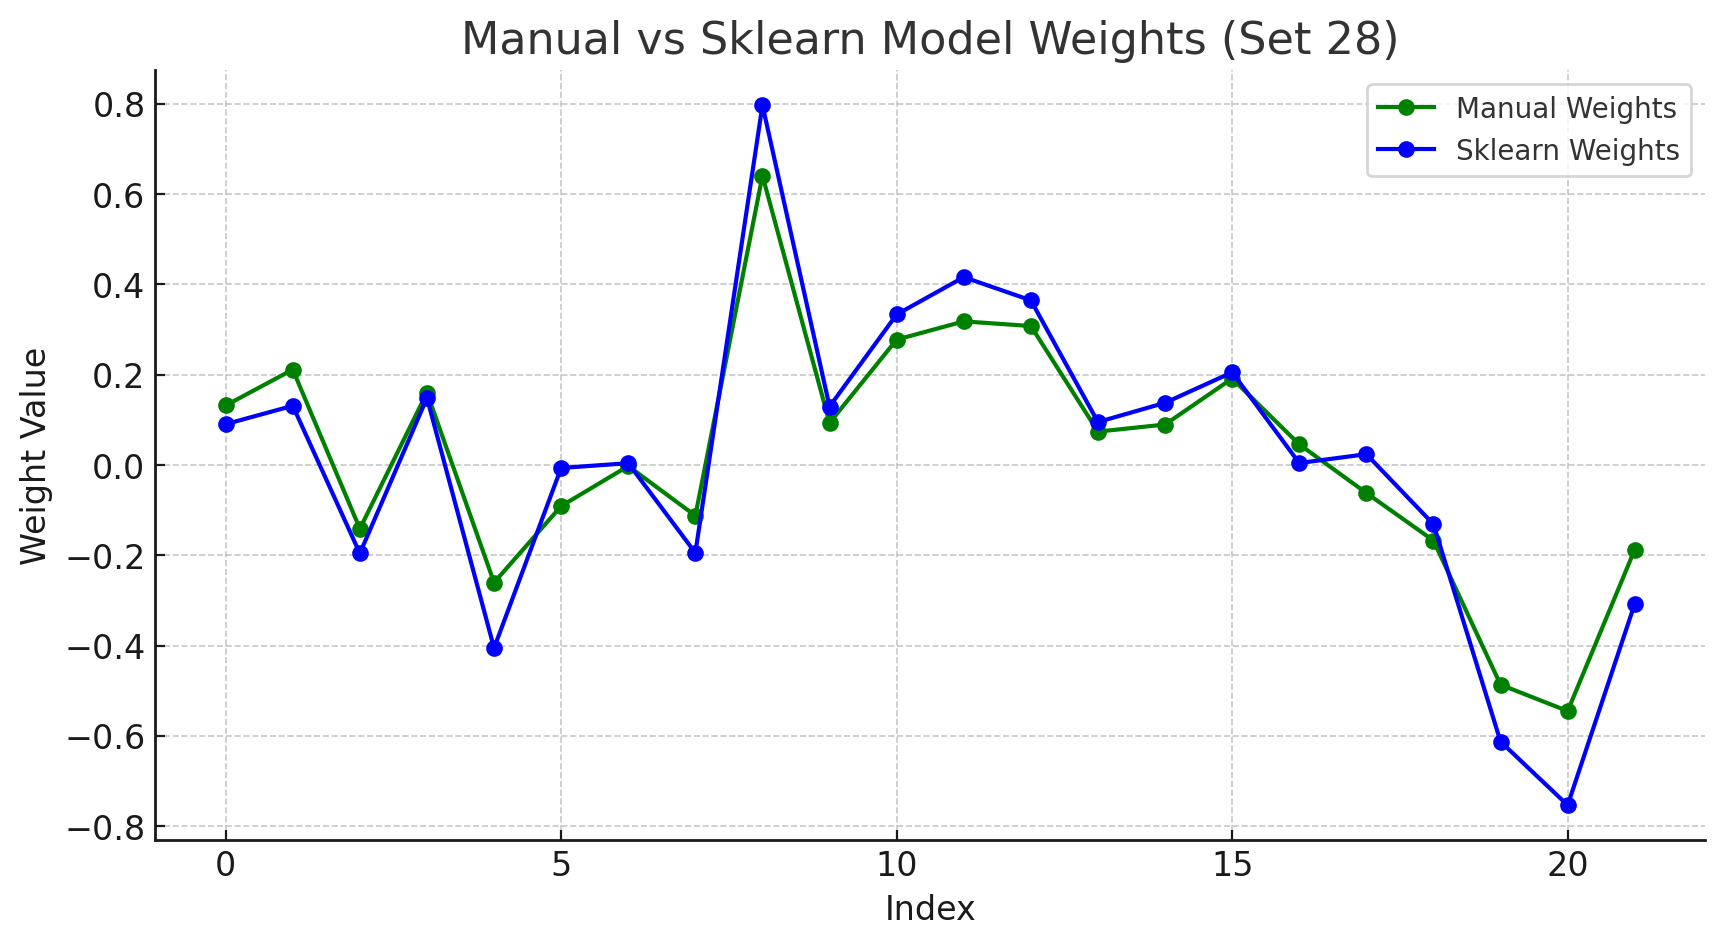 Manual vs Sklearn Model Weights (Set 28)
Manual Weights
Sklearn Weights
Weight Value
0.8
0.6
0.4
0.2
0.0
−0.2
−0.4
−0.6
−0.8
0 5 10 15 20
Index